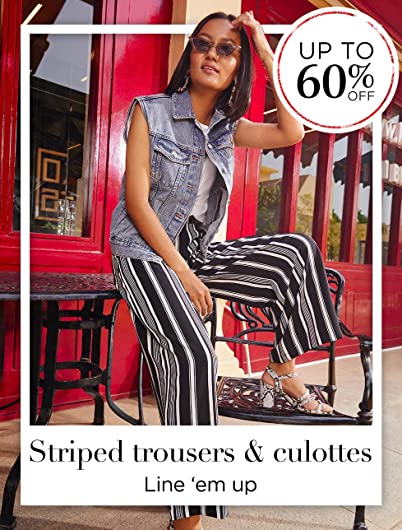 UP TO
60% OFF
Striped trousers & culottes
Line ‘em up